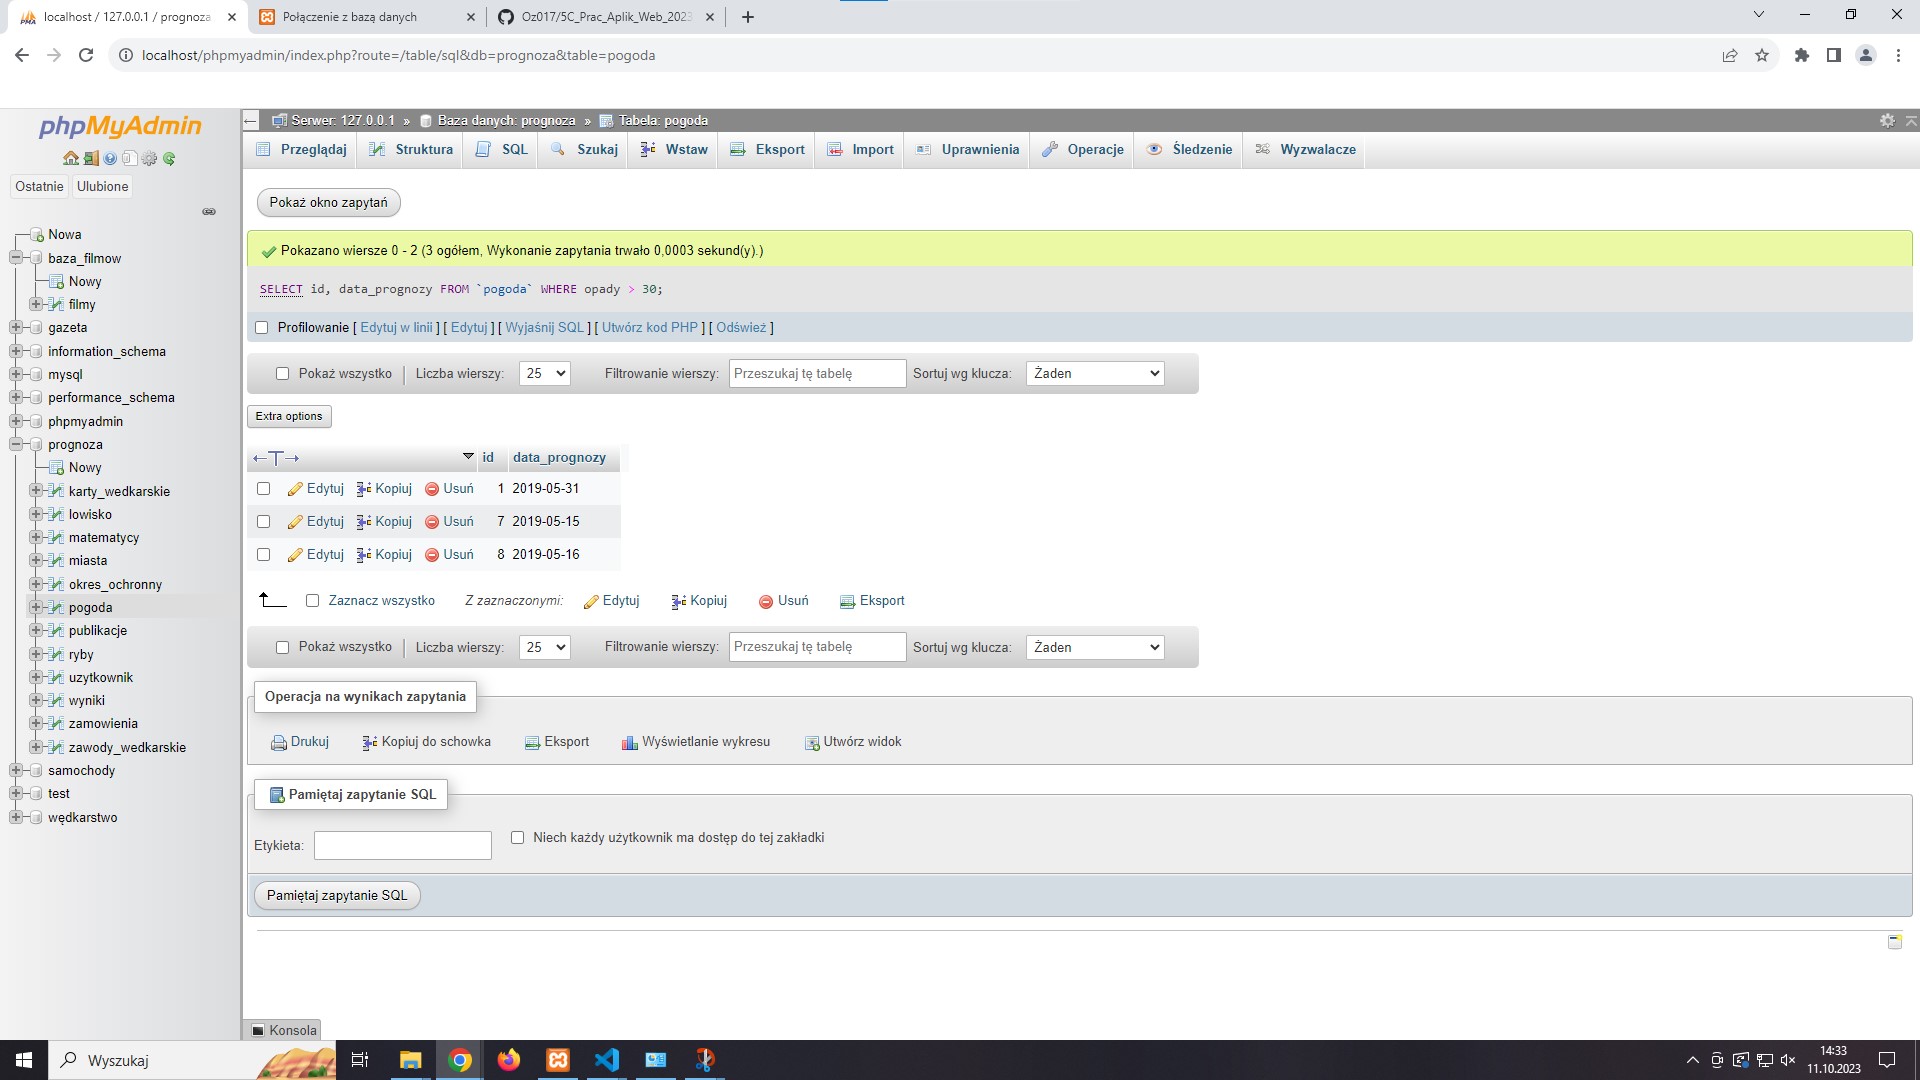 localhost / 127.0.0.1 / prognoza
Połączenie z bazą danych
Oz017/5C_Prac_Aplik_Web_2023
localhost/phpmyadmin/index.php?route=/table/sql&db=prognoza&table=pogoda
phpMyAdmin
Ostatnie
Ulubione
Nowa
baza_filmow
Nowy
filmy
gazeta
information_schema
mysql
performance_schema
phpmyadmin
prognoza
Nowy
karty_wedkarskie
lowisko
matematycy
miasta
okres_ochronny
pogoda
publikacje
ryby
uzytkownik
wyniki
zamowienia
zawody_wedkarskie
samochody
test
wędkarstwo
Serwer: 127.0.0.1 » Baza danych: prognoza » Tabela: pogoda
Przeglądaj Struktura SQL Szukaj Wstaw Eksport Import Uprawnienia Operacje Śledzenie Wyzwalacze
Pokaż okno zapytań
Pokazano wiersze 0 - 2 (3 ogółem, Wykonanie zapytania trwało 0,0003 sekund(y).)
SELECT id, data_prognozy FROM `pogoda` WHERE opady > 30;
Profilowanie [ Edytuj w linii ] [ Edytuj ] [ Wyjaśnij SQL ] [ Utwórz kod PHP ] [ Odśwież ]
Pokaż wszystko | Liczba wierszy: 25 Filtrowanie wierszy: Przeszukaj tę tabelę Sortuj wg klucza: Żaden
Extra options
←T→ id data_prognozy
Edytuj Kopiuj Usuń 1 2019-05-31
Edytuj Kopiuj Usuń 7 2019-05-15
Edytuj Kopiuj Usuń 8 2019-05-16
Zaznacz wszystko Z zaznaczonymi: Edytuj Kopiuj Usuń Eksport
Pokaż wszystko | Liczba wierszy: 25 Filtrowanie wierszy: Przeszukaj tę tabelę Sortuj wg klucza: Żaden
Operacja na wynikach zapytania
Drukuj Kopiuj do schowka Eksport Wyświetlanie wykresu Utwórz widok
Pamiętaj zapytanie SQL
Etykieta: Niech każdy użytkownik ma dostęp do tej zakładki
Pamiętaj zapytanie SQL
Konsola
Wyszukaj
14:33
11.10.2023